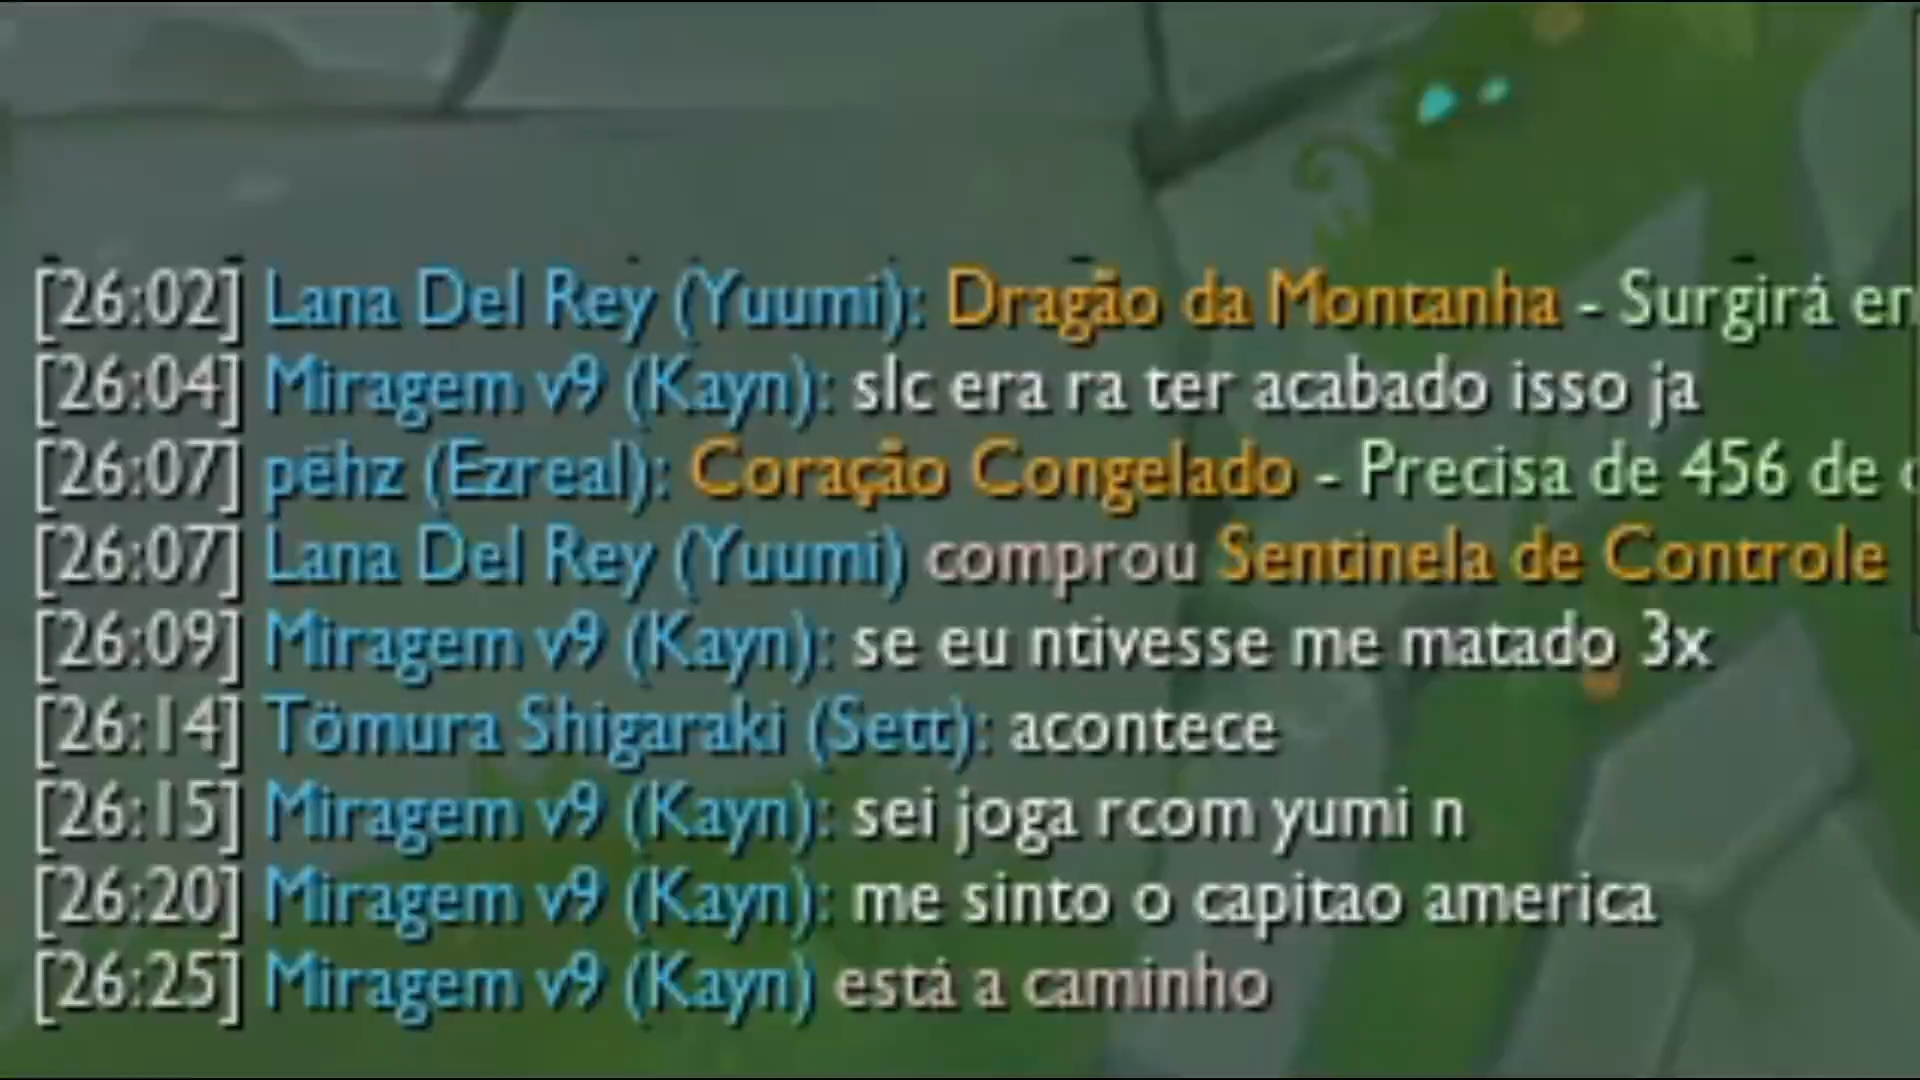 [26:02] Lana Del Rey (Yuumi): Dragão da Montanha - Surgirá
[26:04] Miragem v9 (Kayn): slc era ra ter acabado isso ja
[26:07] pëhz (Ezreal): Coração Congelado - Precisa de 456 de
[26:07] Lana Del Rey (Yuumi) comprou Sentinela de Controle
[26:09] Miragem v9 (Kayn): se eu ntivesse me matado 3x
[26:14] Tömura Shigaraki (Sett): acontece
[26:15] Miragem v9 (Kayn): sei joga rcom yumi n
[26:20] Miragem v9 (Kayn): me sinto o capitao america
[26:25] Miragem v9 (Kayn) está a caminho